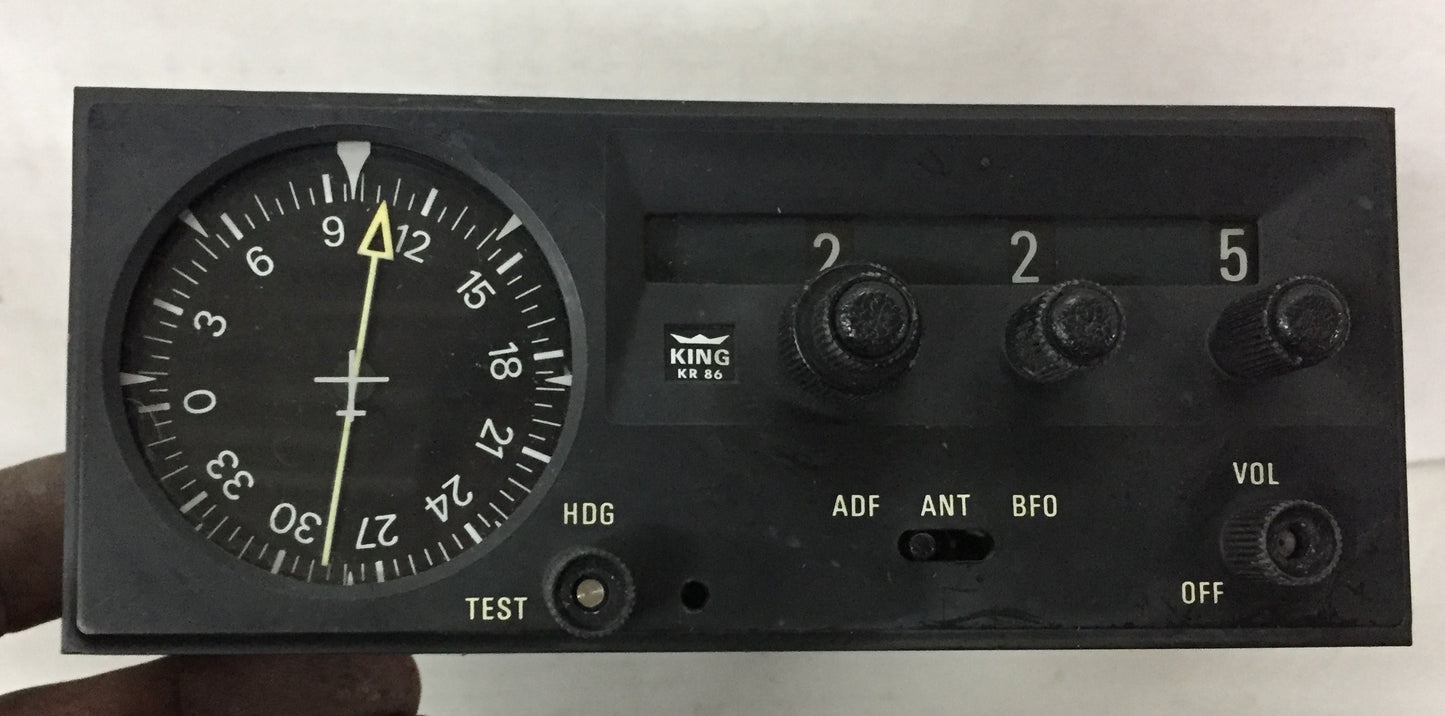 9
12
6
15
3
18
0
21
33
24
30
27
2 2 5
KING
KR 86
HDG
TEST
ADF ANT BFO
VOL
OFF